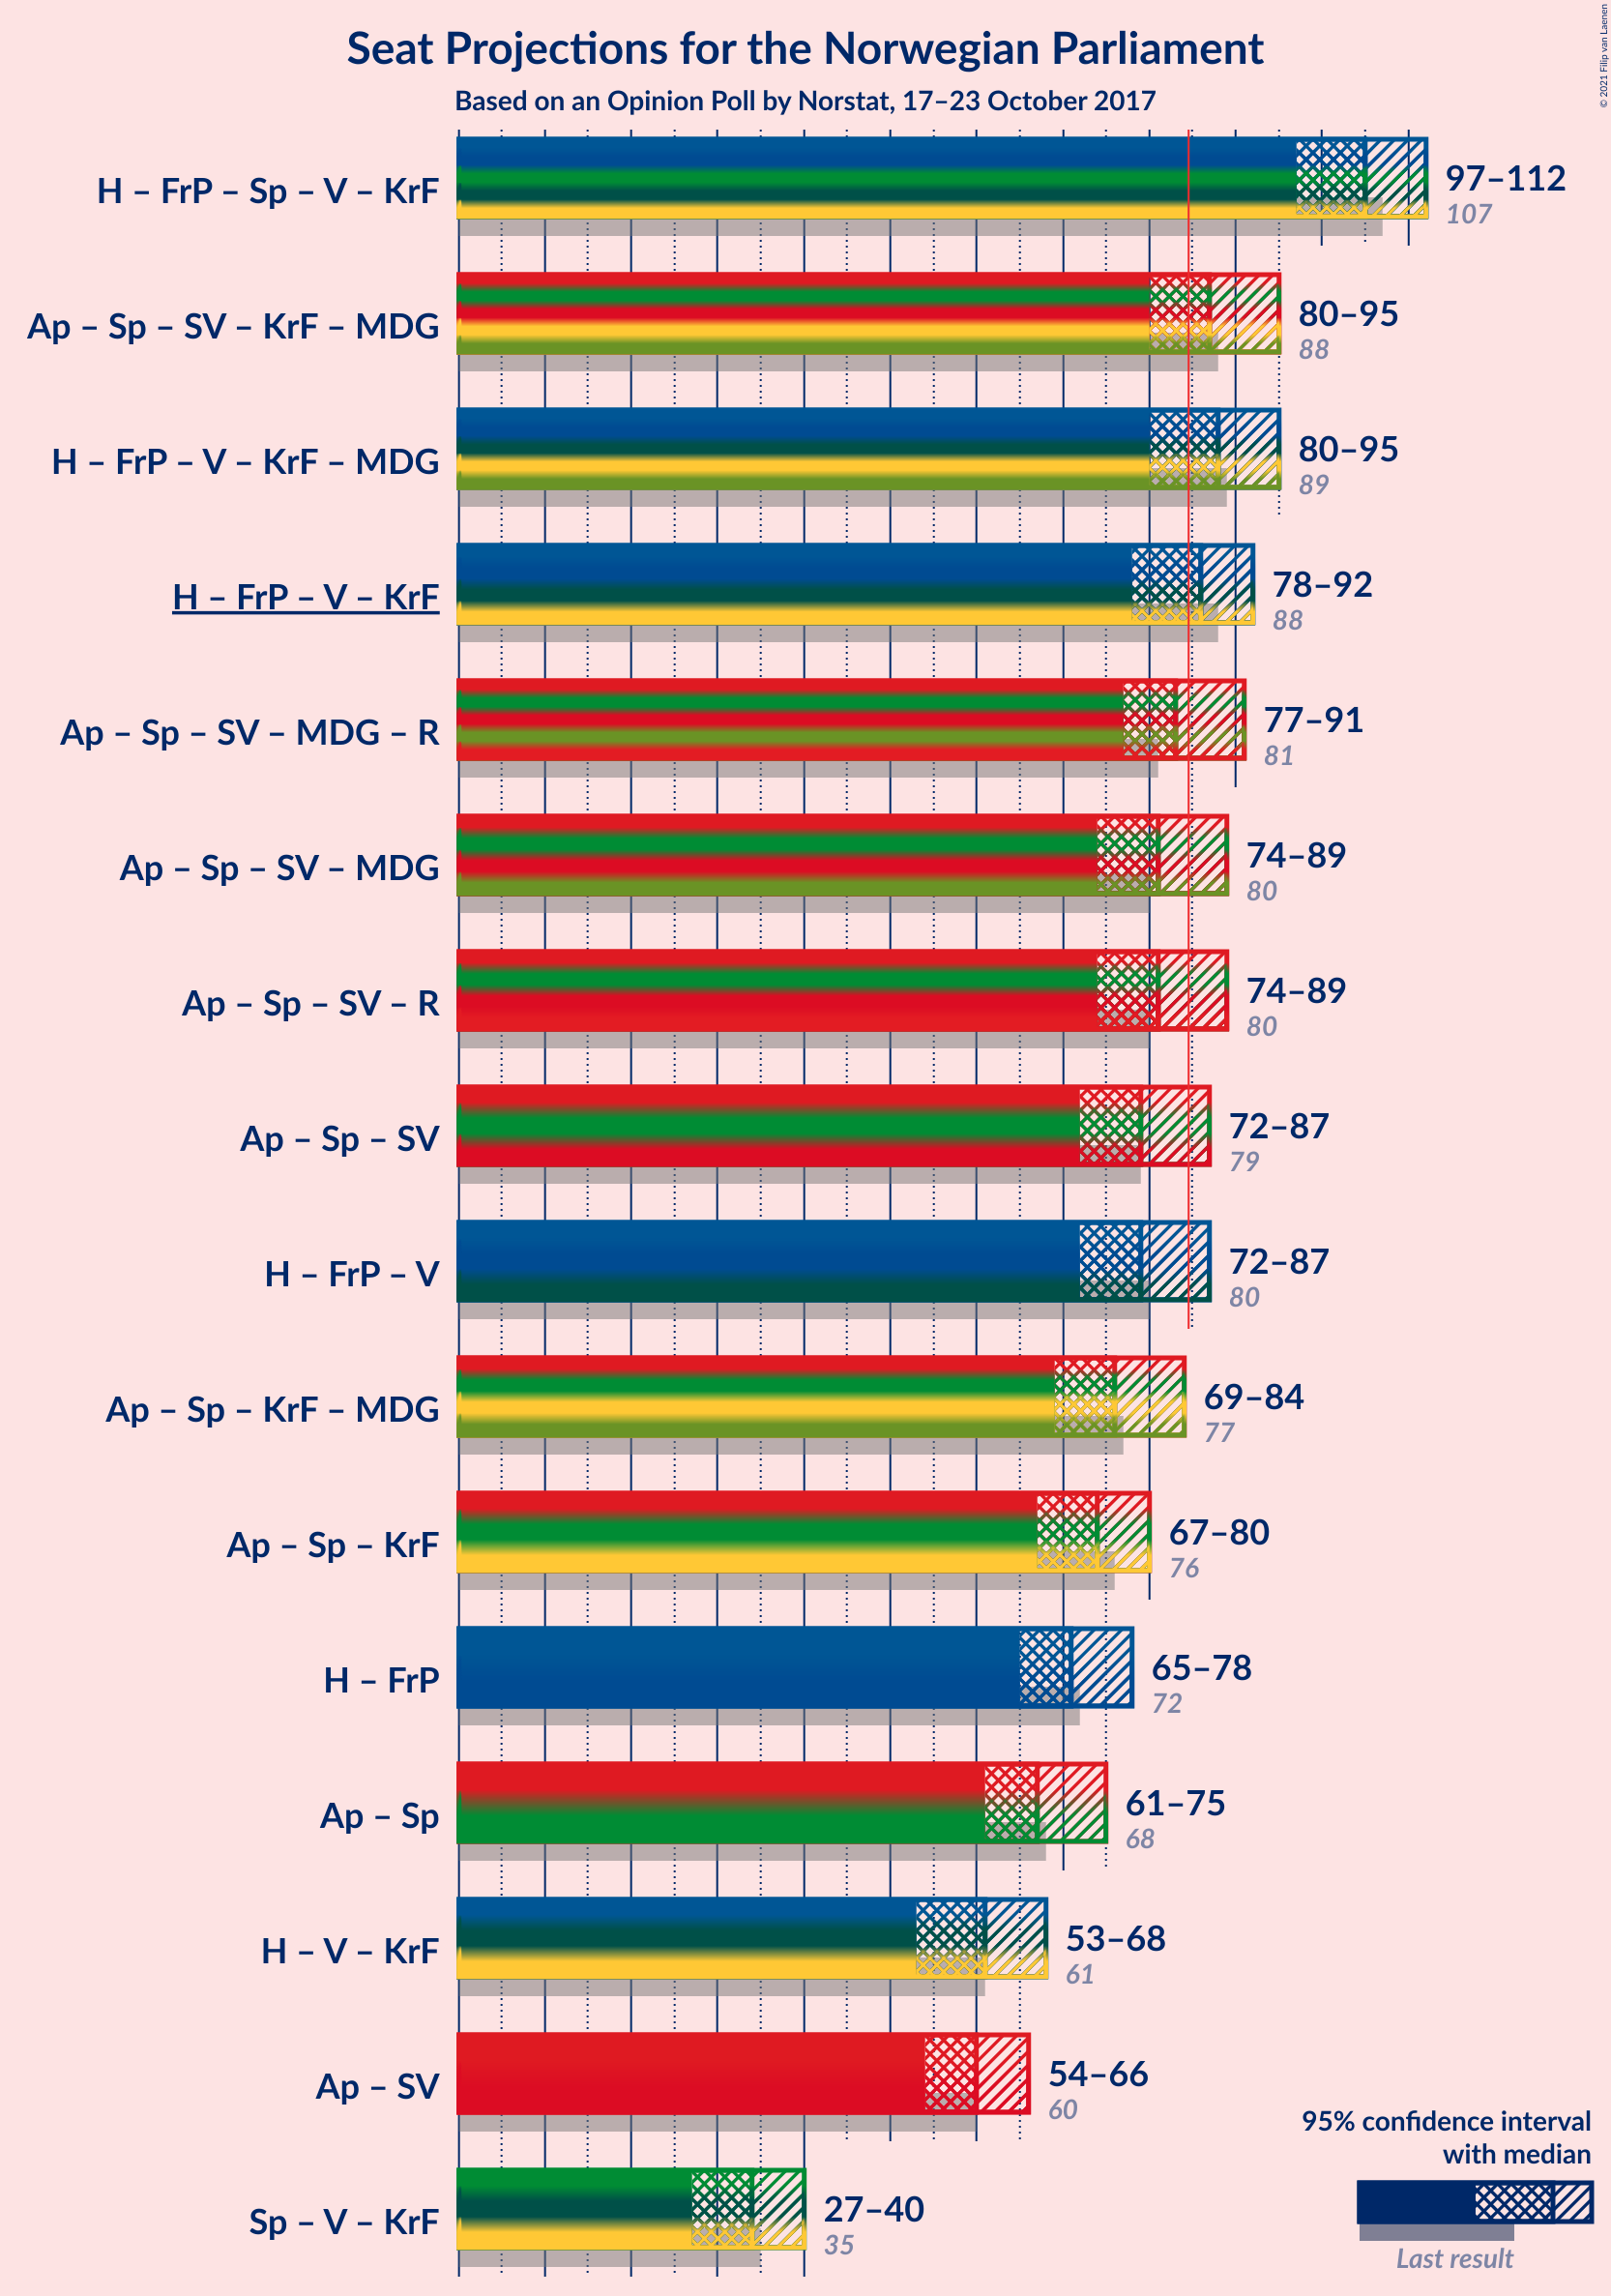 Seat Projections for the Norwegian Parliament
Based on an Opinion Poll by Norstat, 17–23 October 2017
© 2021 Filip van Laenen
H – FrP – Sp – V – KrF
97–112
107
Ap – Sp – SV – KrF – MDG
80–95
88
H – FrP – V – KrF – MDG
80–95
89
H – FrP – V – KrF
78–92
88
Ap – Sp – SV – MDG – R
77–91
81
Ap – Sp – SV – MDG
74–89
80
Ap – Sp – SV – R
74–89
80
Ap – Sp – SV
72–87
79
H – FrP – V
72–87
80
Ap – Sp – KrF – MDG
69–84
77
Ap – Sp – KrF
67–80
76
H – FrP
65–78
72
Ap – Sp
61–75
68
H – V – KrF
53–68
61
Ap – SV
54–66
60
Sp – V – KrF
27–40
35
95% confidence interval
with median
Last result